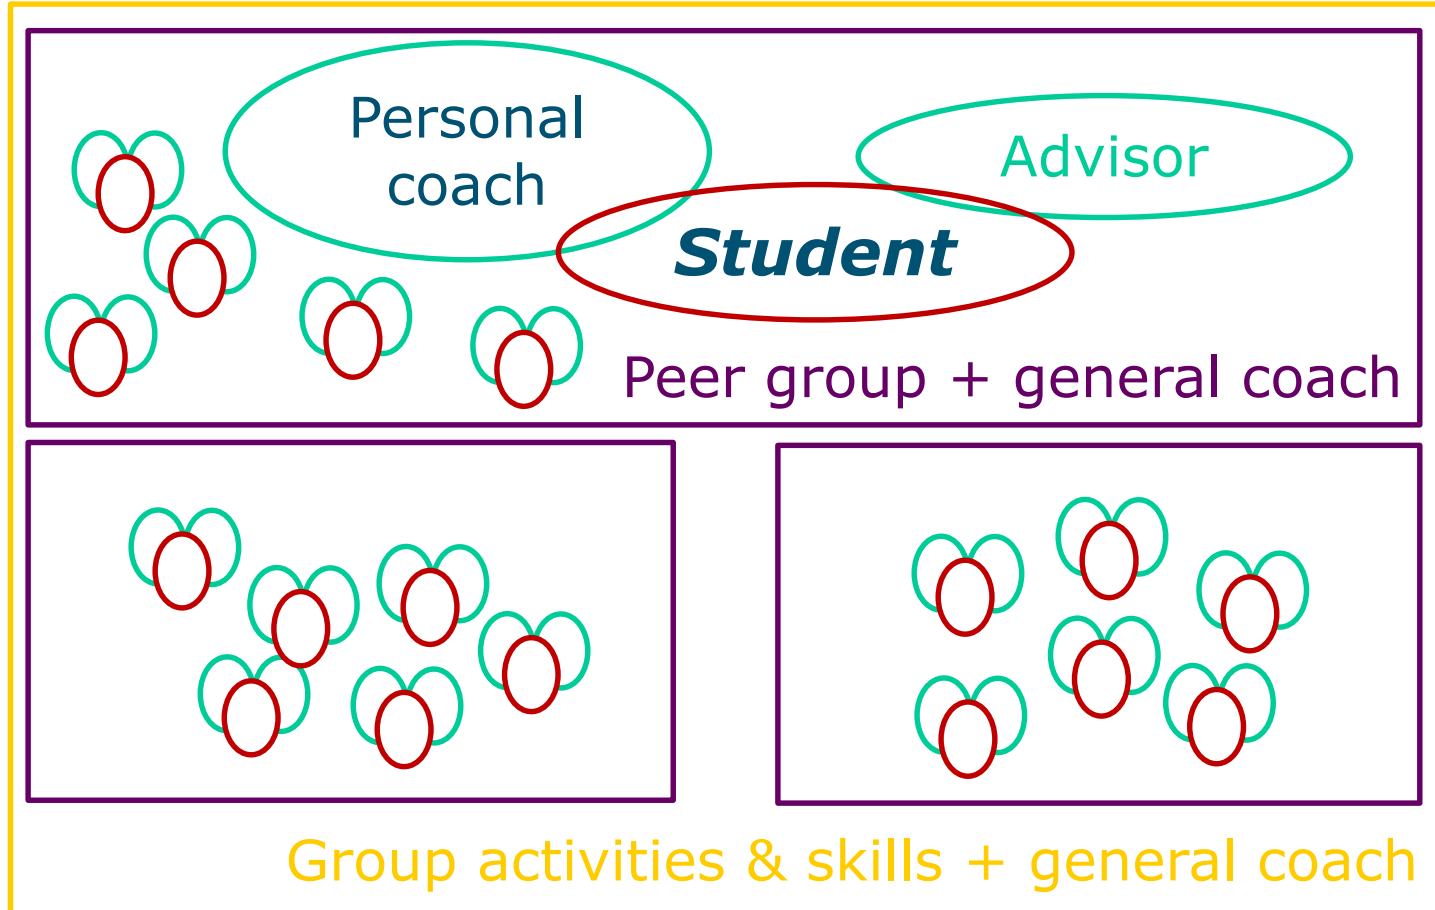 Personal
coach
Advisor
Student
Peer group + general coach
Group activities & skills + general coach